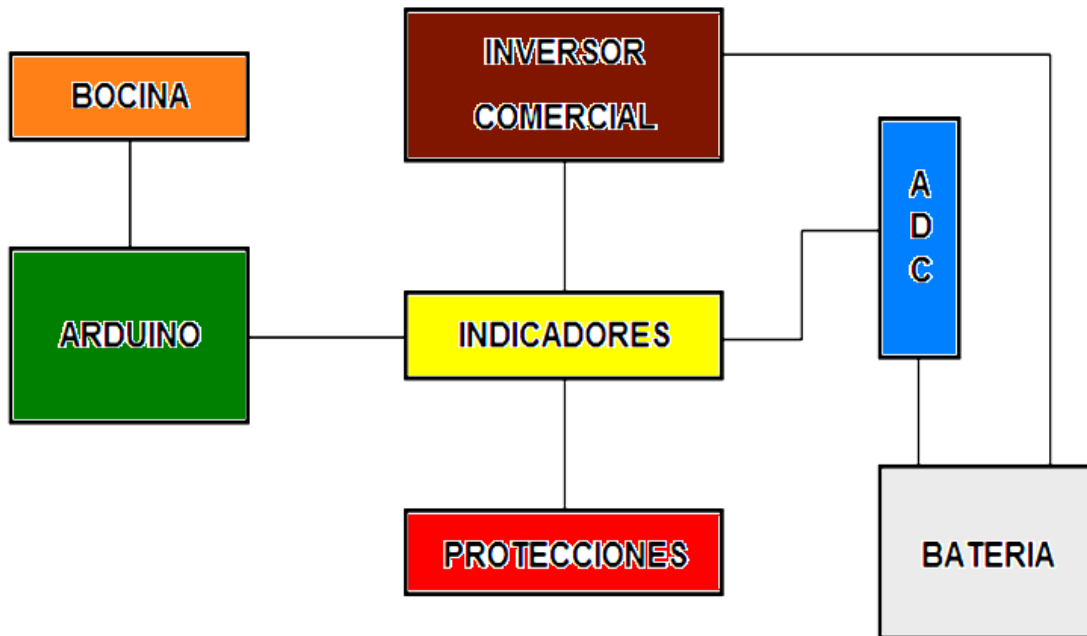 BOCINA
INVERSOR
COMERCIAL
A
D
C
ARDUINO
INDICADORES
PROTECCIONES
BATERIA